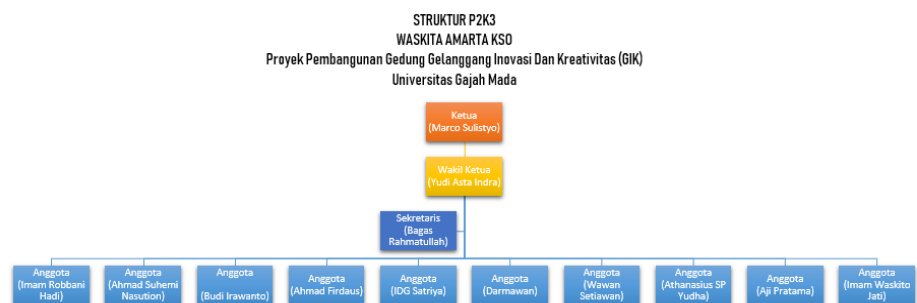 STRUKTUR P2K3
WASKITA AMARTA KSO
Proyek Pembangunan Gedung Gelanggang Inovasi Dan Kreativitas (GIK)
Universitas Gajah Mada
Ketua
(Marco Sulistyo)
Wakil Ketua
(Yudi Asta Indra)
Sekretaris
(Bagas
Rahmatullah)
Anggota
(Imam Robbani
Hadi)
Anggota
(Ahmad Suhemi
Nasution)
Anggota
(Budi Irawanto)
Anggota
(Ahmad Firdaus)
Anggota
(IDG Satriya)
Anggota
(Darmawan)
Anggota
(Wawan
Setiawan)
Anggota
(Athanasius SP
Yudha)
Anggota
(Aji Pratama)
Anggota
(Imam Waskito
Jati)